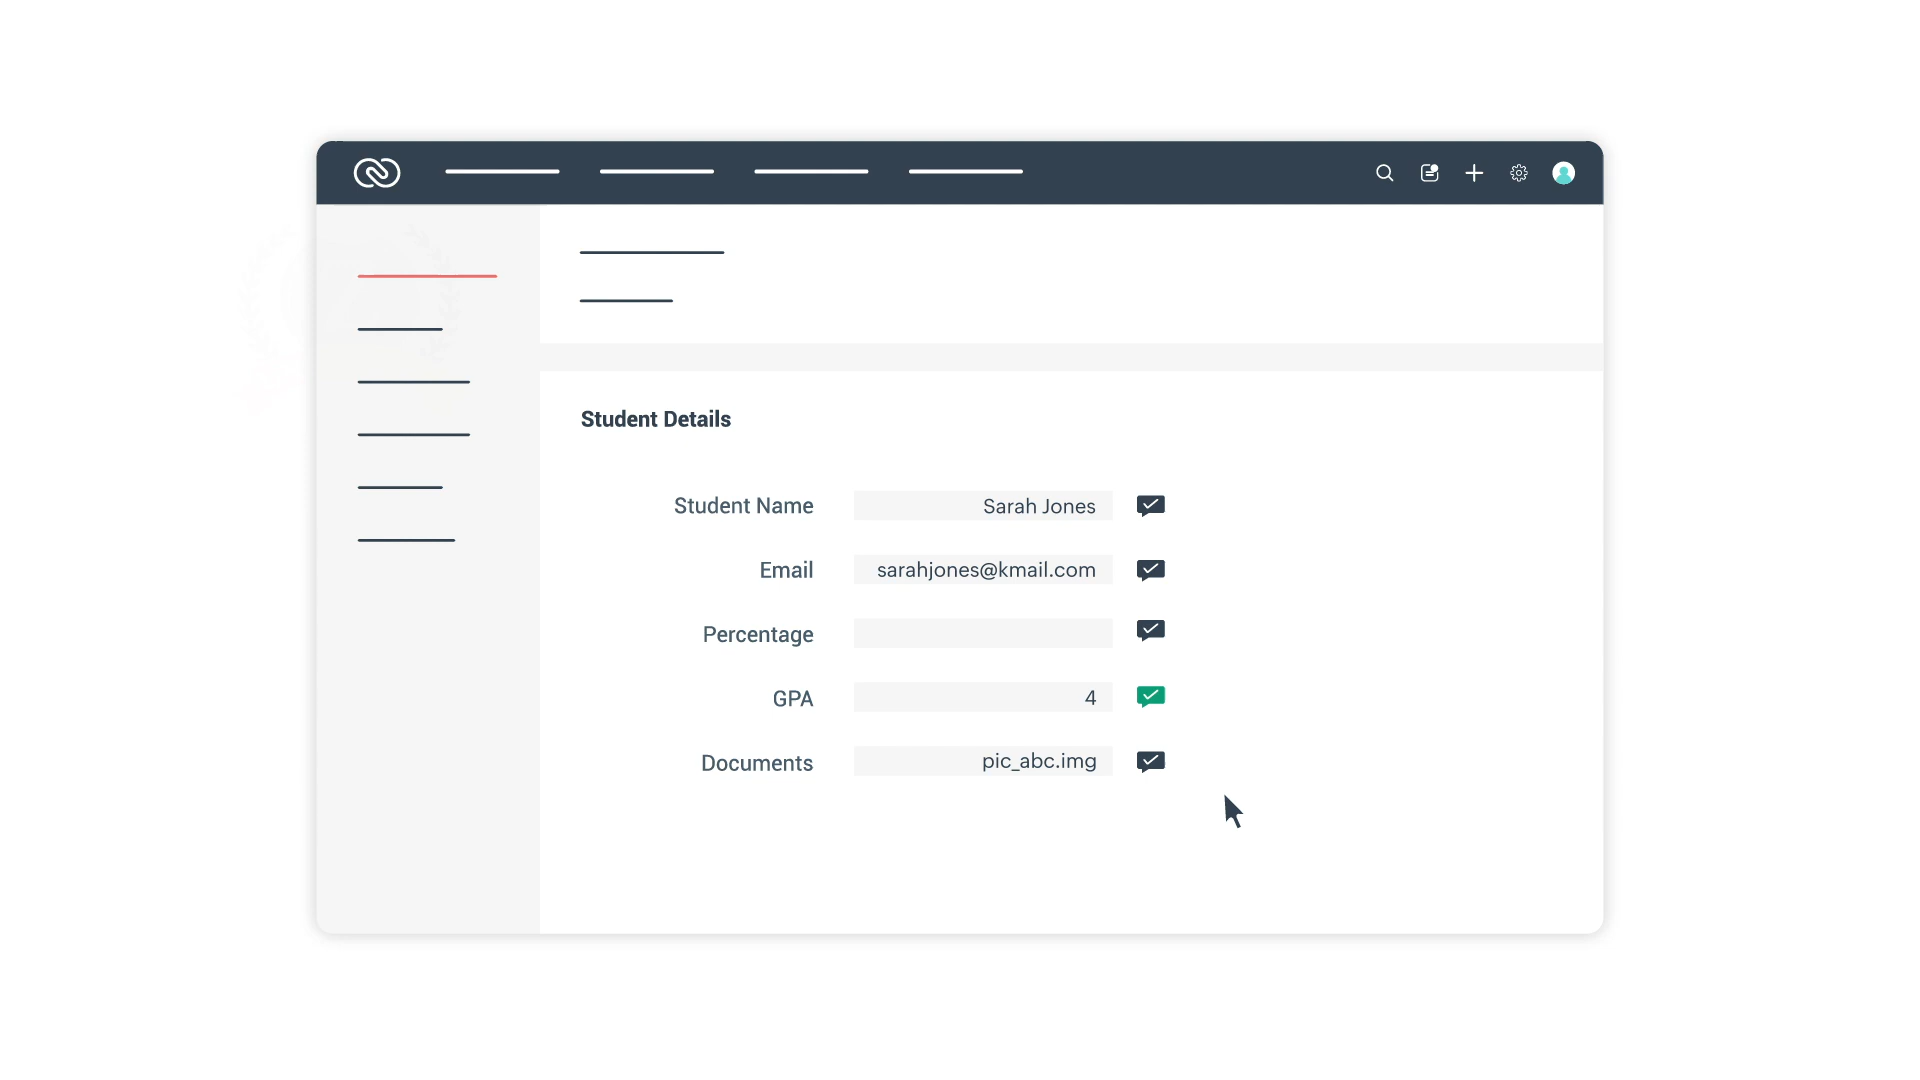 Student Details
Student Name Sarah Jones
Email sarahjones@kmail.com
Percentage
GPA 4
Documents pic_abc.img